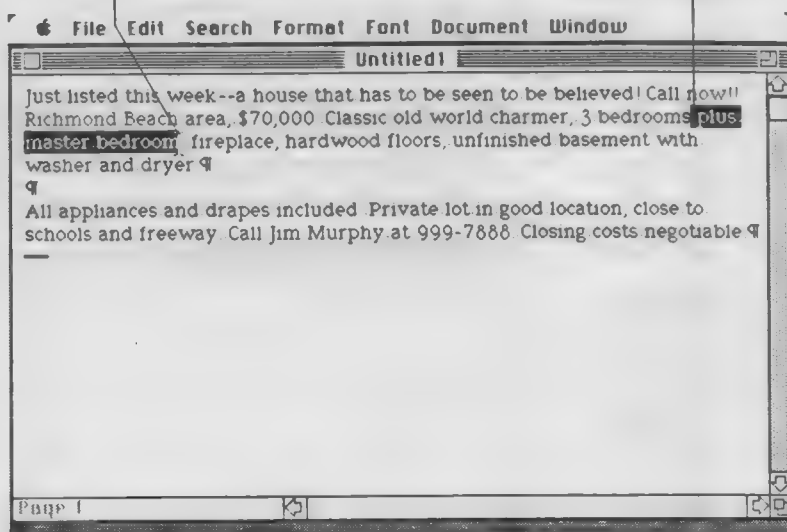 File Edit Search Format Font Document Window
Untitled1
Just listed this week--a house that has to be seen to be believed! Call now!!
Richmond Beach area, $70,000 Classic old world charmer, 3 bedrooms plus
master bedroom, fireplace, hardwood floors, unfinished basement with
washer and dryer ¶
¶
All appliances and drapes included Private lot in good location, close to
schools and freeway Call Jim Murphy at 999-7888 Closing costs negotiable ¶
Page 1